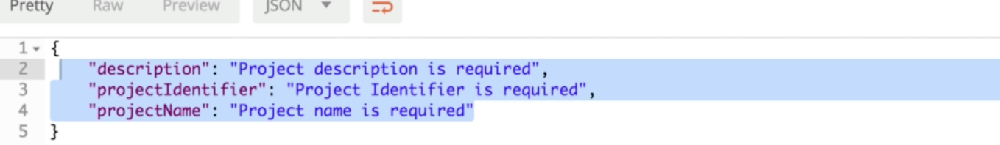 Pretty Raw Preview JSON
1 {
2 "description": "Project description is required",
3 "projectIdentifier": "Project Identifier is required",
4 "projectName": "Project name is required"
5 }